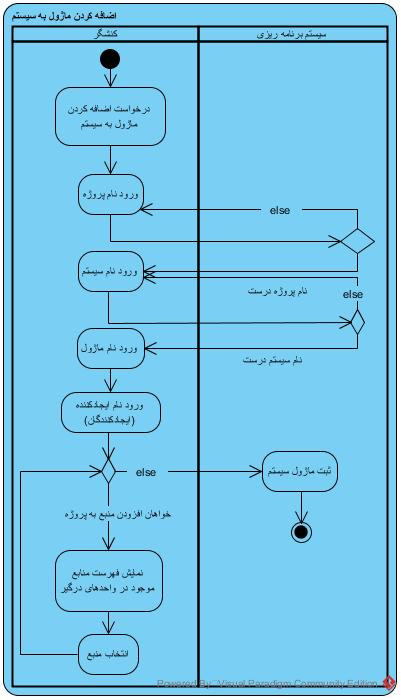 اضافه کردن ماژول به سیستم
کنشگر
سیستم برنامه ریزی
درخواست اضافه کردن
ماژول به سیستم
ورود نام پروژه
else
ورود نام سیستم
نام پروژه درست
else
ورود نام ماژول
نام سیستم درست
ورود نام ایجادکننده
(ایجادکنندگان)
else
ثبت ماژول سیستم
خواهان افزودن منبع به پروژه
نمایش فهرست منابع
موجود در واحدهای درگیر
انتخاب منبع
Powered By Visual Paradigm Community Edition